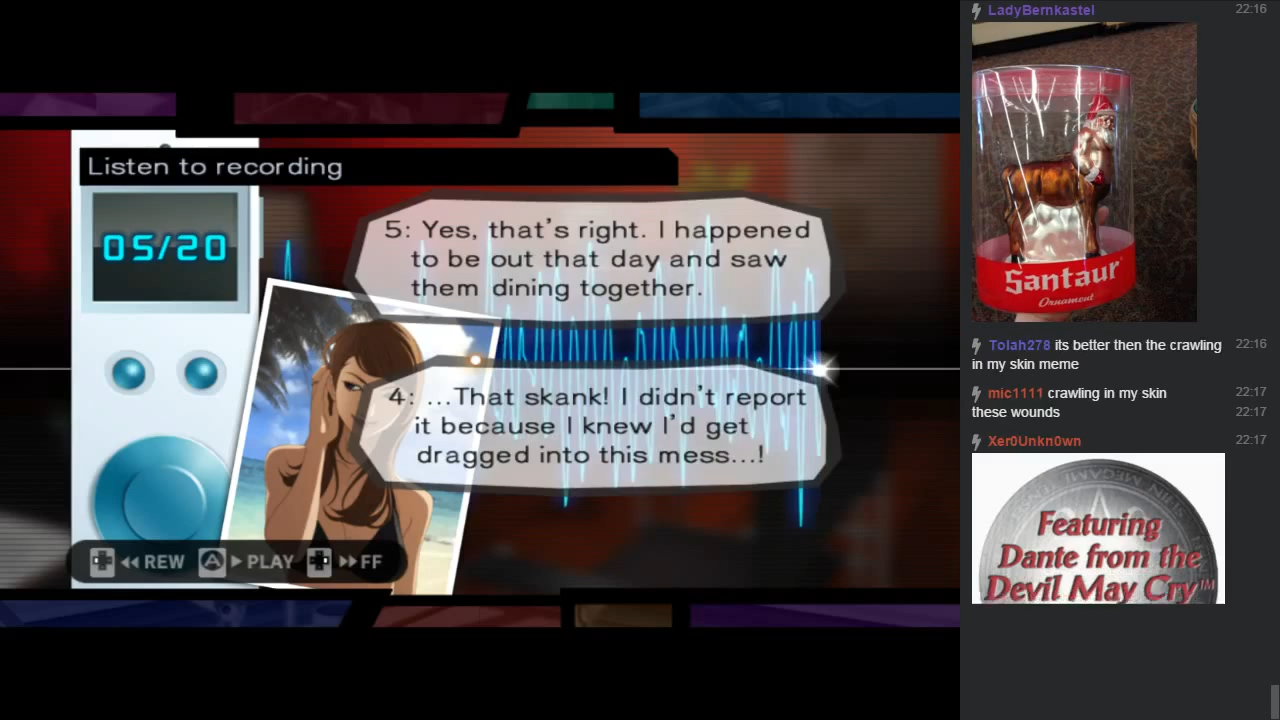 Listen to recording
05/20
5: Yes, that's right. I happened
to be out that day and saw
them dining together.
4: ...That skank! I didn't report
it because I knew I'd get
dragged into this mess...!
REW
A
PLAY
FF
LadyBernkastel 22:16
Santaur
Ornament
Tolah278 its better then the crawling 22:16
in my skin meme
mic1111 crawling in my skin 22:17
these wounds 22:17
Xer0Unkn0wn 22:17
Featuring
Dante from the
Devil May Cry™